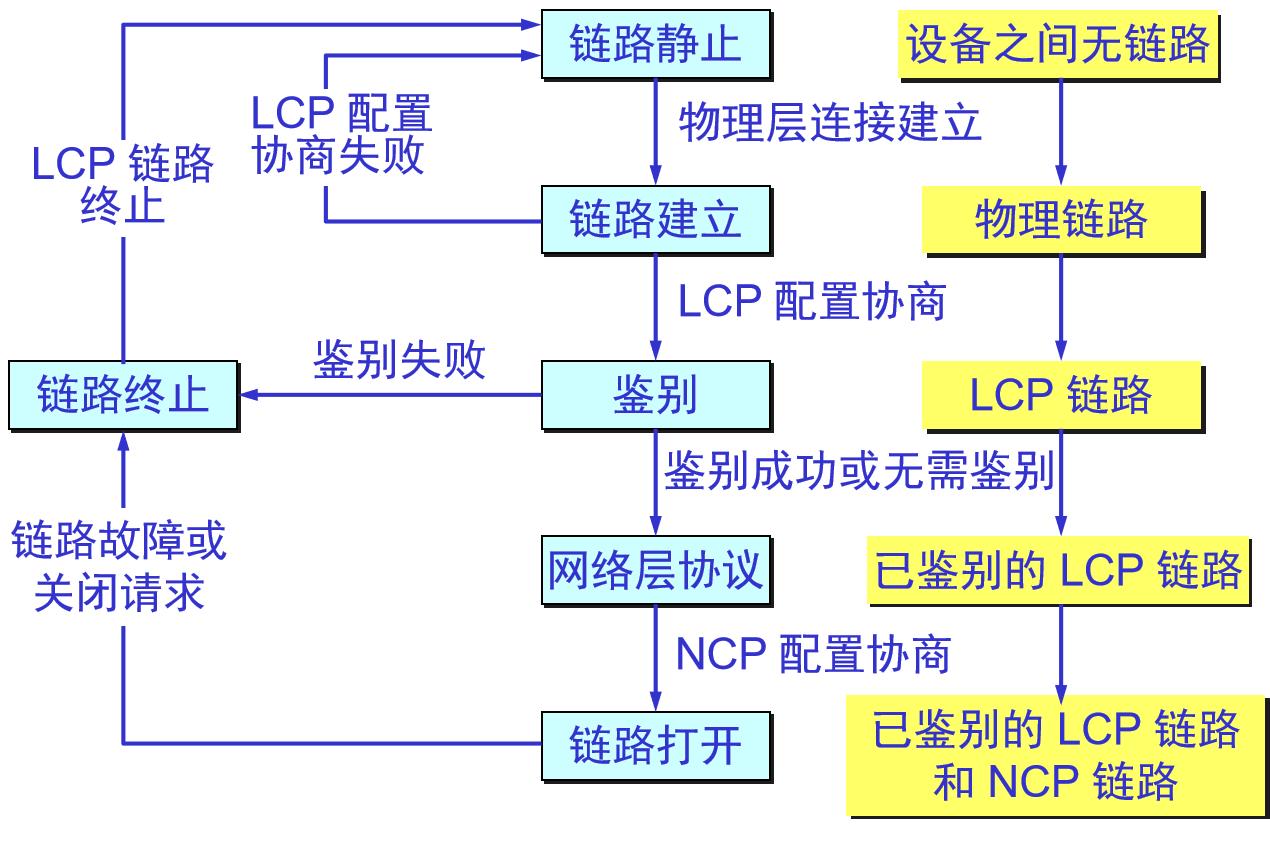 链路静止
设备之间无链路
LCP 配置
协商失败
物理层连接建立
LCP 链路
终止
链路建立
物理链路
LCP 配置协商
鉴别失败
链路终止
鉴别
LCP 链路
鉴别成功或无需鉴别
链路故障或
关闭请求
网络层协议
已鉴别的 LCP 链路
NCP 配置协商
链路打开
已鉴别的 LCP 链路
和 NCP 链路